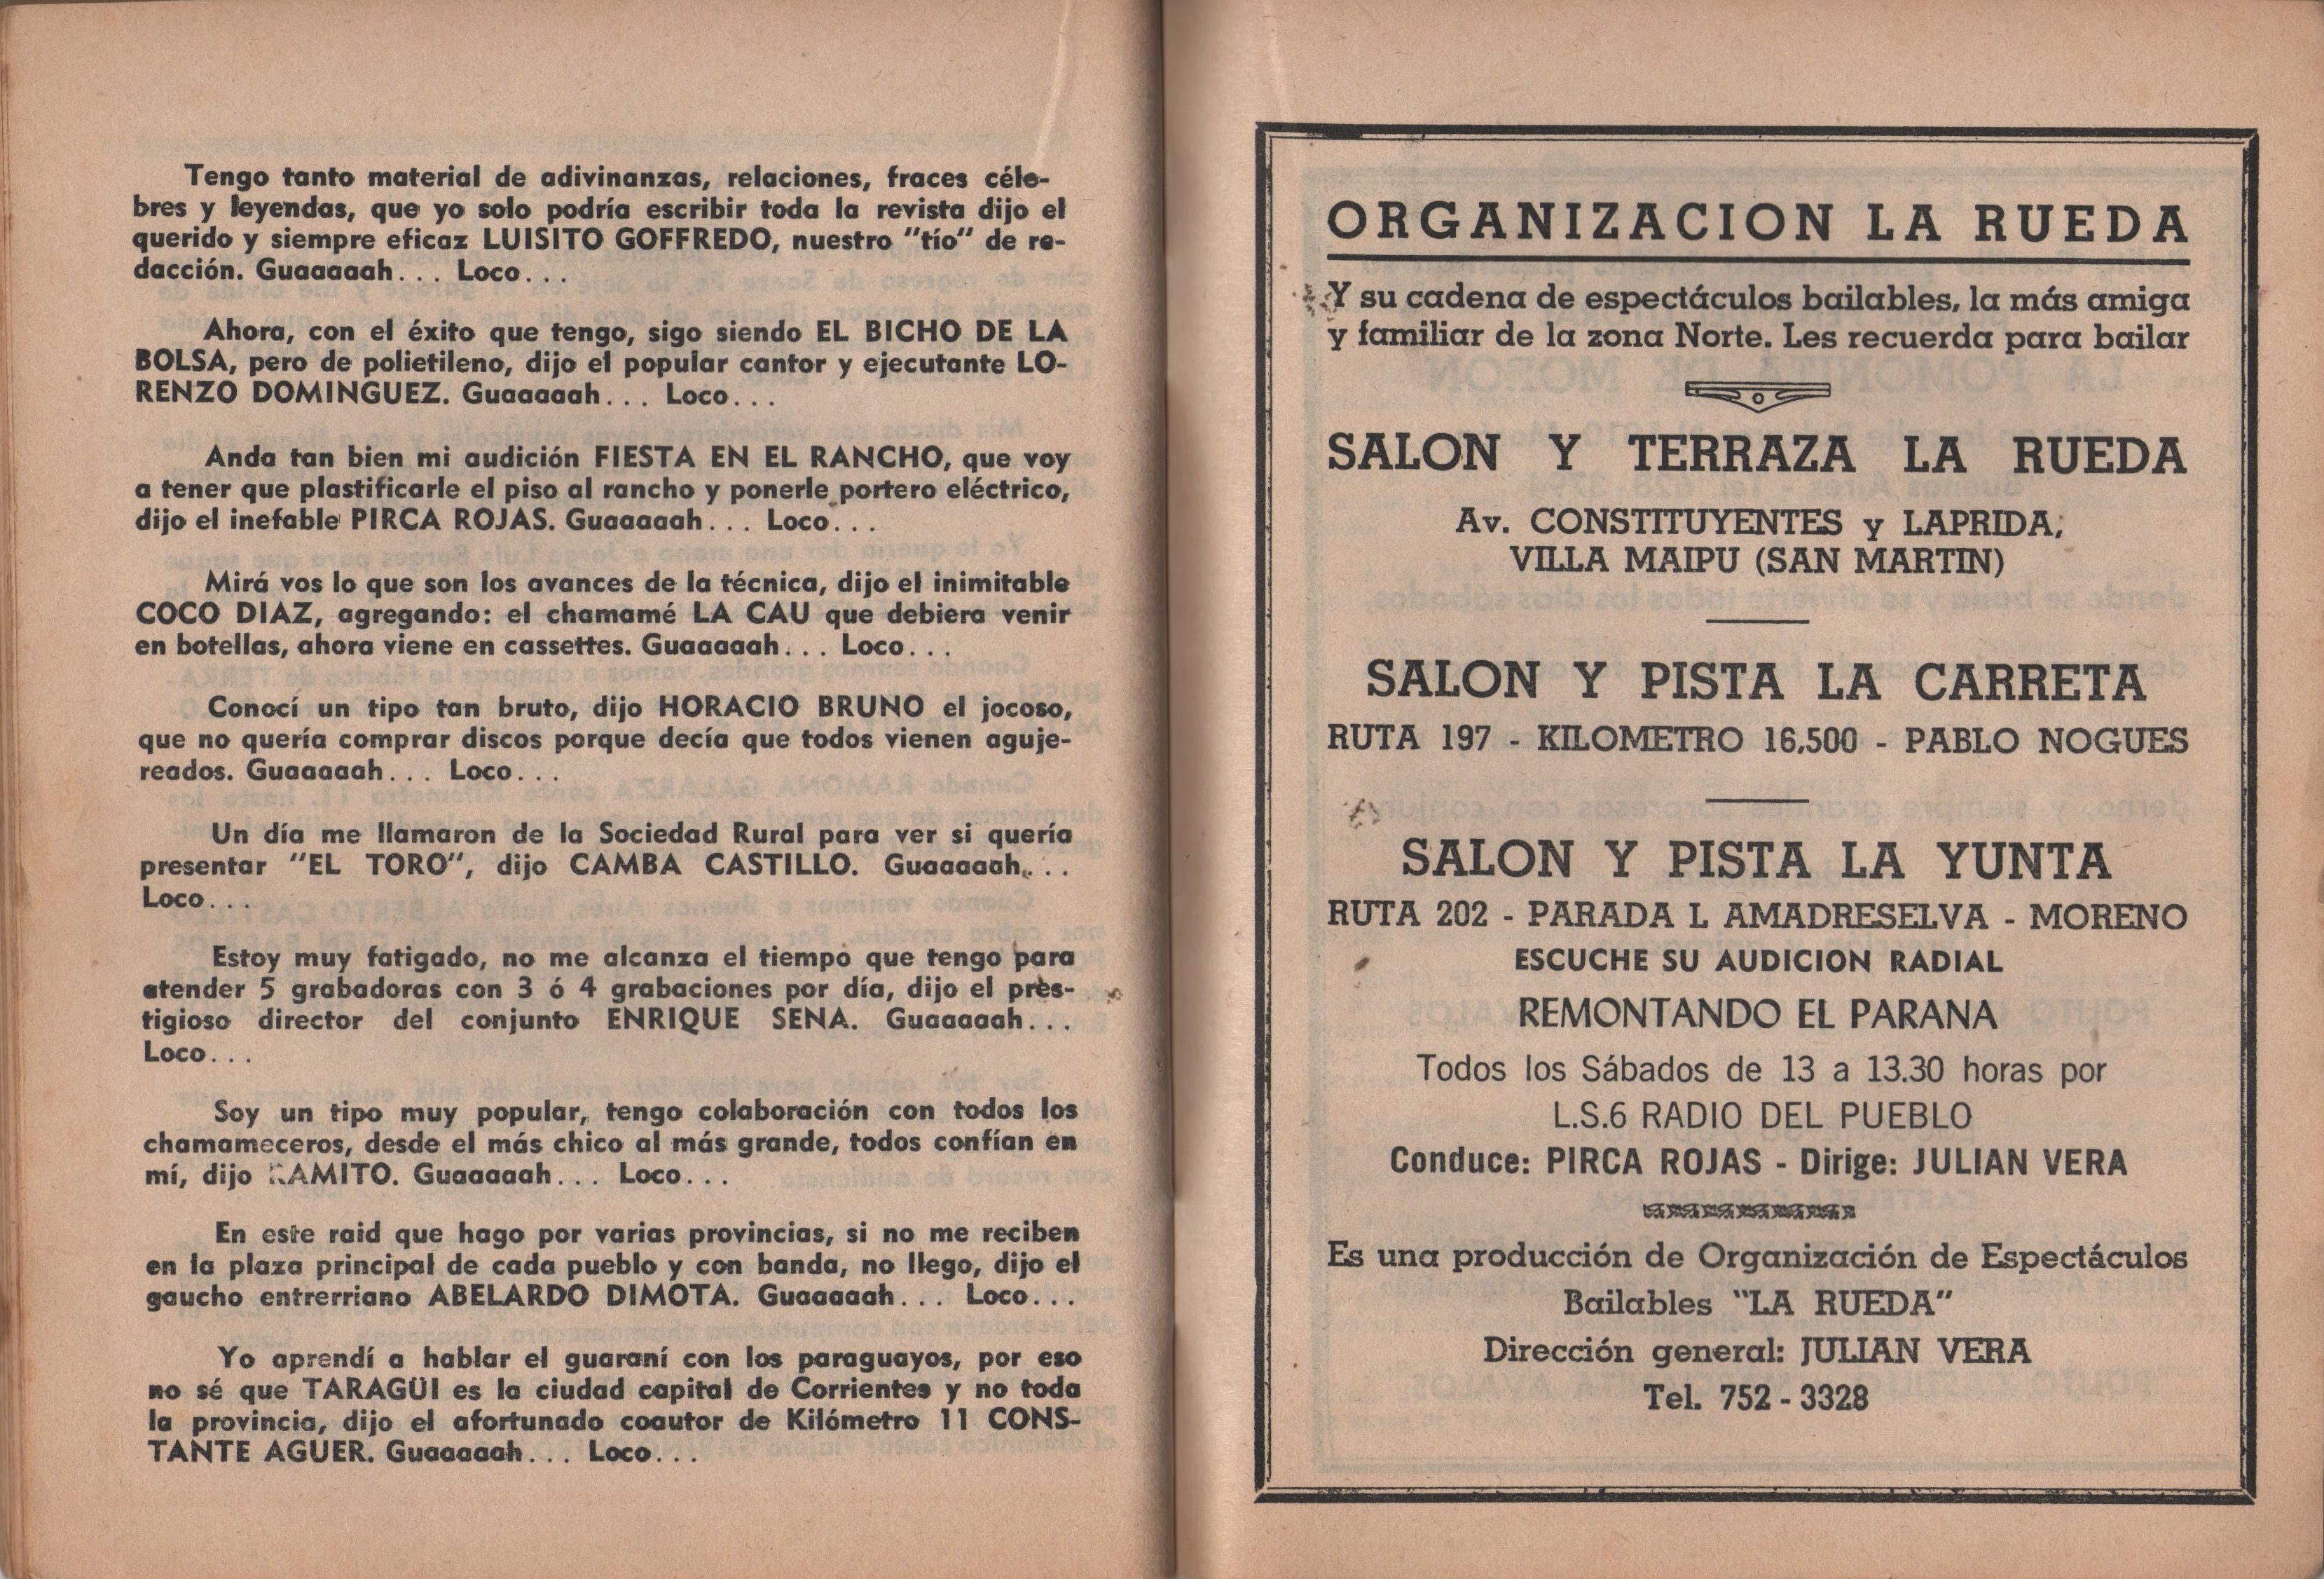 Tengo tanto material de adivinanzas, relaciones, fraces céle-
bres y leyendas, que yo solo podría escribir toda la revista dijo el
querido y siempre eficaz LUISITO GOFFREDO, nuestro "tío" de re-
dacción. Guaaaaah... Loco...
Ahora, con el éxito que tengo, sigo siendo EL BICHO DE LA
BOLSA, pero de polietileno, dijo el popular cantor y ejecutante LO-
RENZO DOMINGUEZ. Guaaaaah... Loco...
Anda tan bien mi audición FIESTA EN EL RANCHO, que voy
a tener que plastificarle el piso al rancho y ponerle portero eléctrico,
dijo el inefable PIRCA ROJAS. Guaaaaah... Loco...
Mirá vos lo que son los avances de la técnica, dijo el inimitable
COCO DIAZ, agregando: el chamamé LA CAU que debiera venir
en botellas, ahora viene en cassettes. Guaaaaah... Loco...
Conocí un tipo tan bruto, dijo HORACIO BRUNO el jocoso,
que no quería comprar discos porque decía que todos vienen aguje-
reados. Guaaaaah... Loco...
Un día me llamaron de la Sociedad Rural para ver si quería
presentar "EL TORO", dijo CAMBA CASTILLO. Guaaaaah...
Loco...
Estoy muy fatigado, no me alcanza el tiempo que tengo para
atender 5 grabadoras con 3 ó 4 grabaciones por día, dijo el pres-
tigioso director del conjunto ENRIQUE SENA. Guaaaaah...
Loco...
Soy un tipo muy popular, tengo colaboración con todos los
chamameceros, desde el más chico al más grande, todos confían en
mí, dijo RAMITO. Guaaaaah... Loco...
En este raid que hago por varias provincias, si no me reciben
en la plaza principal de cada pueblo y con banda, no llego, dijo el
gaucho entrerriano ABELARDO DIMOTA. Guaaaaah... Loco...
Yo aprendí a hablar el guaraní con los paraguayos, por eso
no sé que TARAGÜI es la ciudad capital de Corrientes y no toda
la provincia, dijo el afortunado coautor de Kilómetro 11 CONS-
TANTE AGUER. Guaaaaah... Loco...
ORGANIZACION LA RUEDA
Y su cadena de espectáculos bailables, la más amiga
y familiar de la zona Norte. Les recuerda para bailar
SALON Y TERRAZA LA RUEDA
Av. CONSTITUYENTES y LAPRIDA,
VILLA MAIPU (SAN MARTIN)
SALON Y PISTA LA CARRETA
RUTA 197 - KILOMETRO 16,500 - PABLO NOGUES
SALON Y PISTA LA YUNTA
RUTA 202 - PARADA L AMADRESELVA - MORENO
ESCUCHE SU AUDICION RADIAL
REMONTANDO EL PARANA
Todos los Sábados de 13 a 13.30 horas por
L.S.6 RADIO DEL PUEBLO
Conduce: PIRCA ROJAS - Dirige: JULIAN VERA
Es una producción de Organización de Espectáculos
Bailables "LA RUEDA"
Dirección general: JULIAN VERA
Tel. 752 - 3328